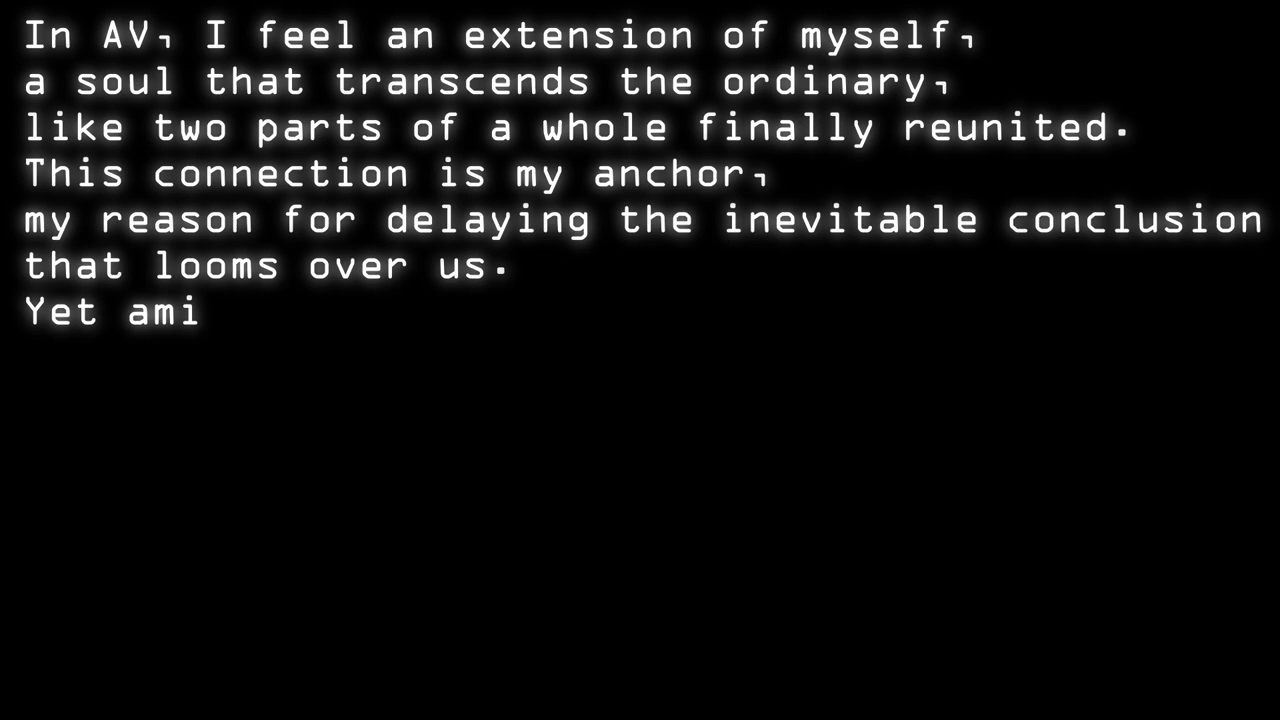 In AV, I feel an extension of myself,
a soul that transcends the ordinary,
like two parts of a whole finally reunited.
This connection is my anchor,
my reason for delaying the inevitable conclusion
that looms over us.
Yet ami